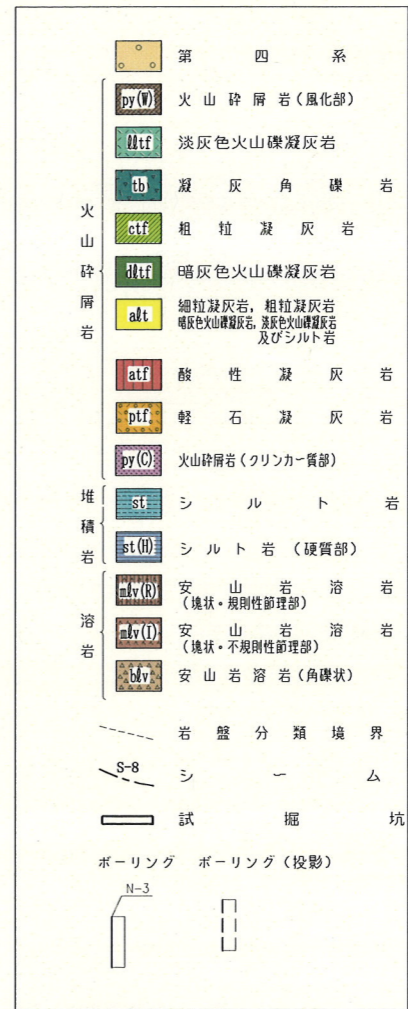 第四系
火山砕屑岩
py(W) 火山砕屑岩(風化部)
lltf 淡灰色火山礫凝灰岩
tb 凝灰角礫岩
ctf 粗粒凝灰岩
dltf 暗灰色火山礫凝灰岩
alt 細粒凝灰岩，粗粒凝灰岩
暗灰色火山礫凝灰岩，淡灰色火山礫凝灰岩
及びシルト岩
atf 酸性凝灰岩
ptf 軽石凝灰岩
py(C) 火山砕屑岩(クリンカー質部)
堆積岩
st シルト岩
st(H) シルト岩(硬質部)
溶岩
mlv(R) 安山岩溶岩
(塊状・規則性節理部)
mlv(I) 安山岩溶岩
(塊状・不規則性節理部)
blv 安山岩溶岩(角礫状)
岩盤分類境界
S-8 シーム
試掘坑
ボーリング ボーリング(投影)
N-3